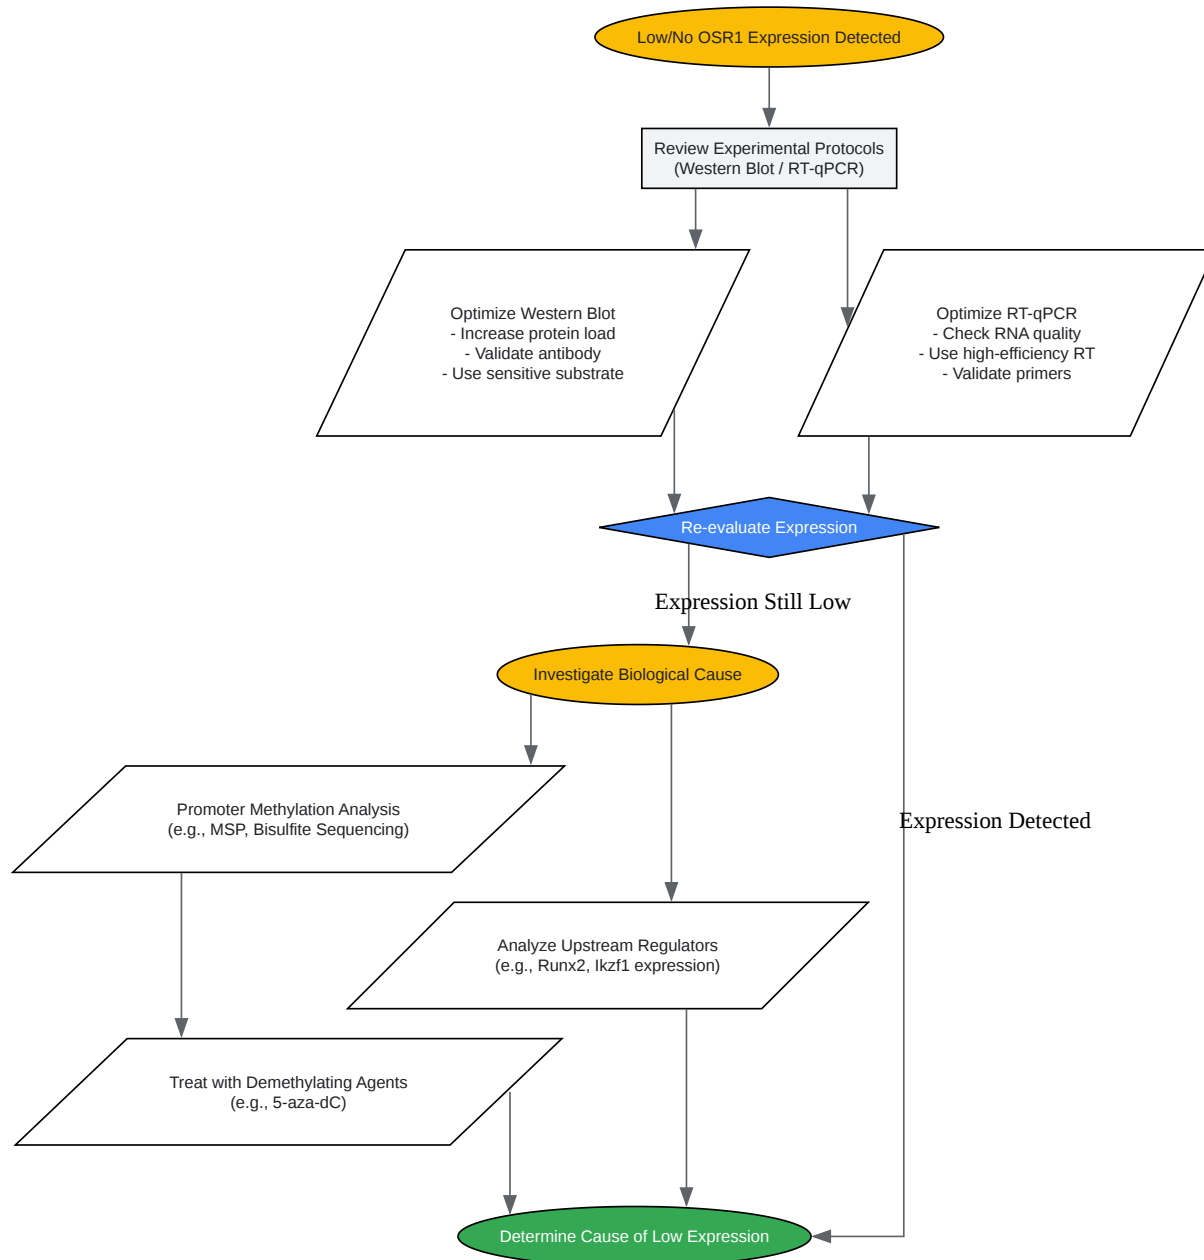 Low/No OSR1 Expression Detected
Review Experimental Protocols
(Western Blot / RT-qPCR)
Optimize Western Blot
- Increase protein load
- Validate antibody
- Use sensitive substrate
Optimize RT-qPCR
- Check RNA quality
- Use high-efficiency RT
- Validate primers
Re-evaluate Expression
Expression Still Low
Investigate Biological Cause
Promoter Methylation Analysis
(e.g., MSP, Bisulfite Sequencing)
Expression Detected
Analyze Upstream Regulators
(e.g., Runx2, Ikzf1 expression)
Treat with Demethylating Agents
(e.g., 5-aza-dC)
Determine Cause of Low Expression